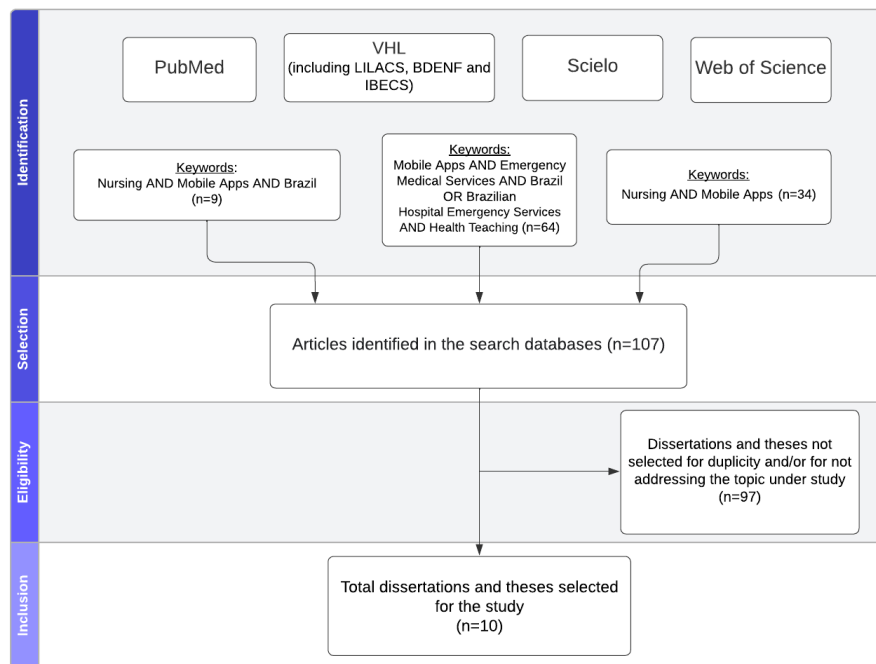 Identification
PubMed
VHL
(including LILACS, BDENF and
IBECS)
Scielo
Web of Science
Keywords:
Nursing AND Mobile Apps AND Brazil
(n=9)
Keywords:
Mobile Apps AND Emergency
Medical Services AND Brazil
OR Brazilian
Hospital Emergency Services
AND Health Teaching (n=64)
Keywords:
Nursing AND Mobile Apps (n=34)
Selection
Articles identified in the search databases (n=107)
Eligibility
Dissertations and theses not
selected for duplicity and/or for not
addressing the topic under study
(n=97)
Inclusion
Total dissertations and theses selected
for the study
(n=10)